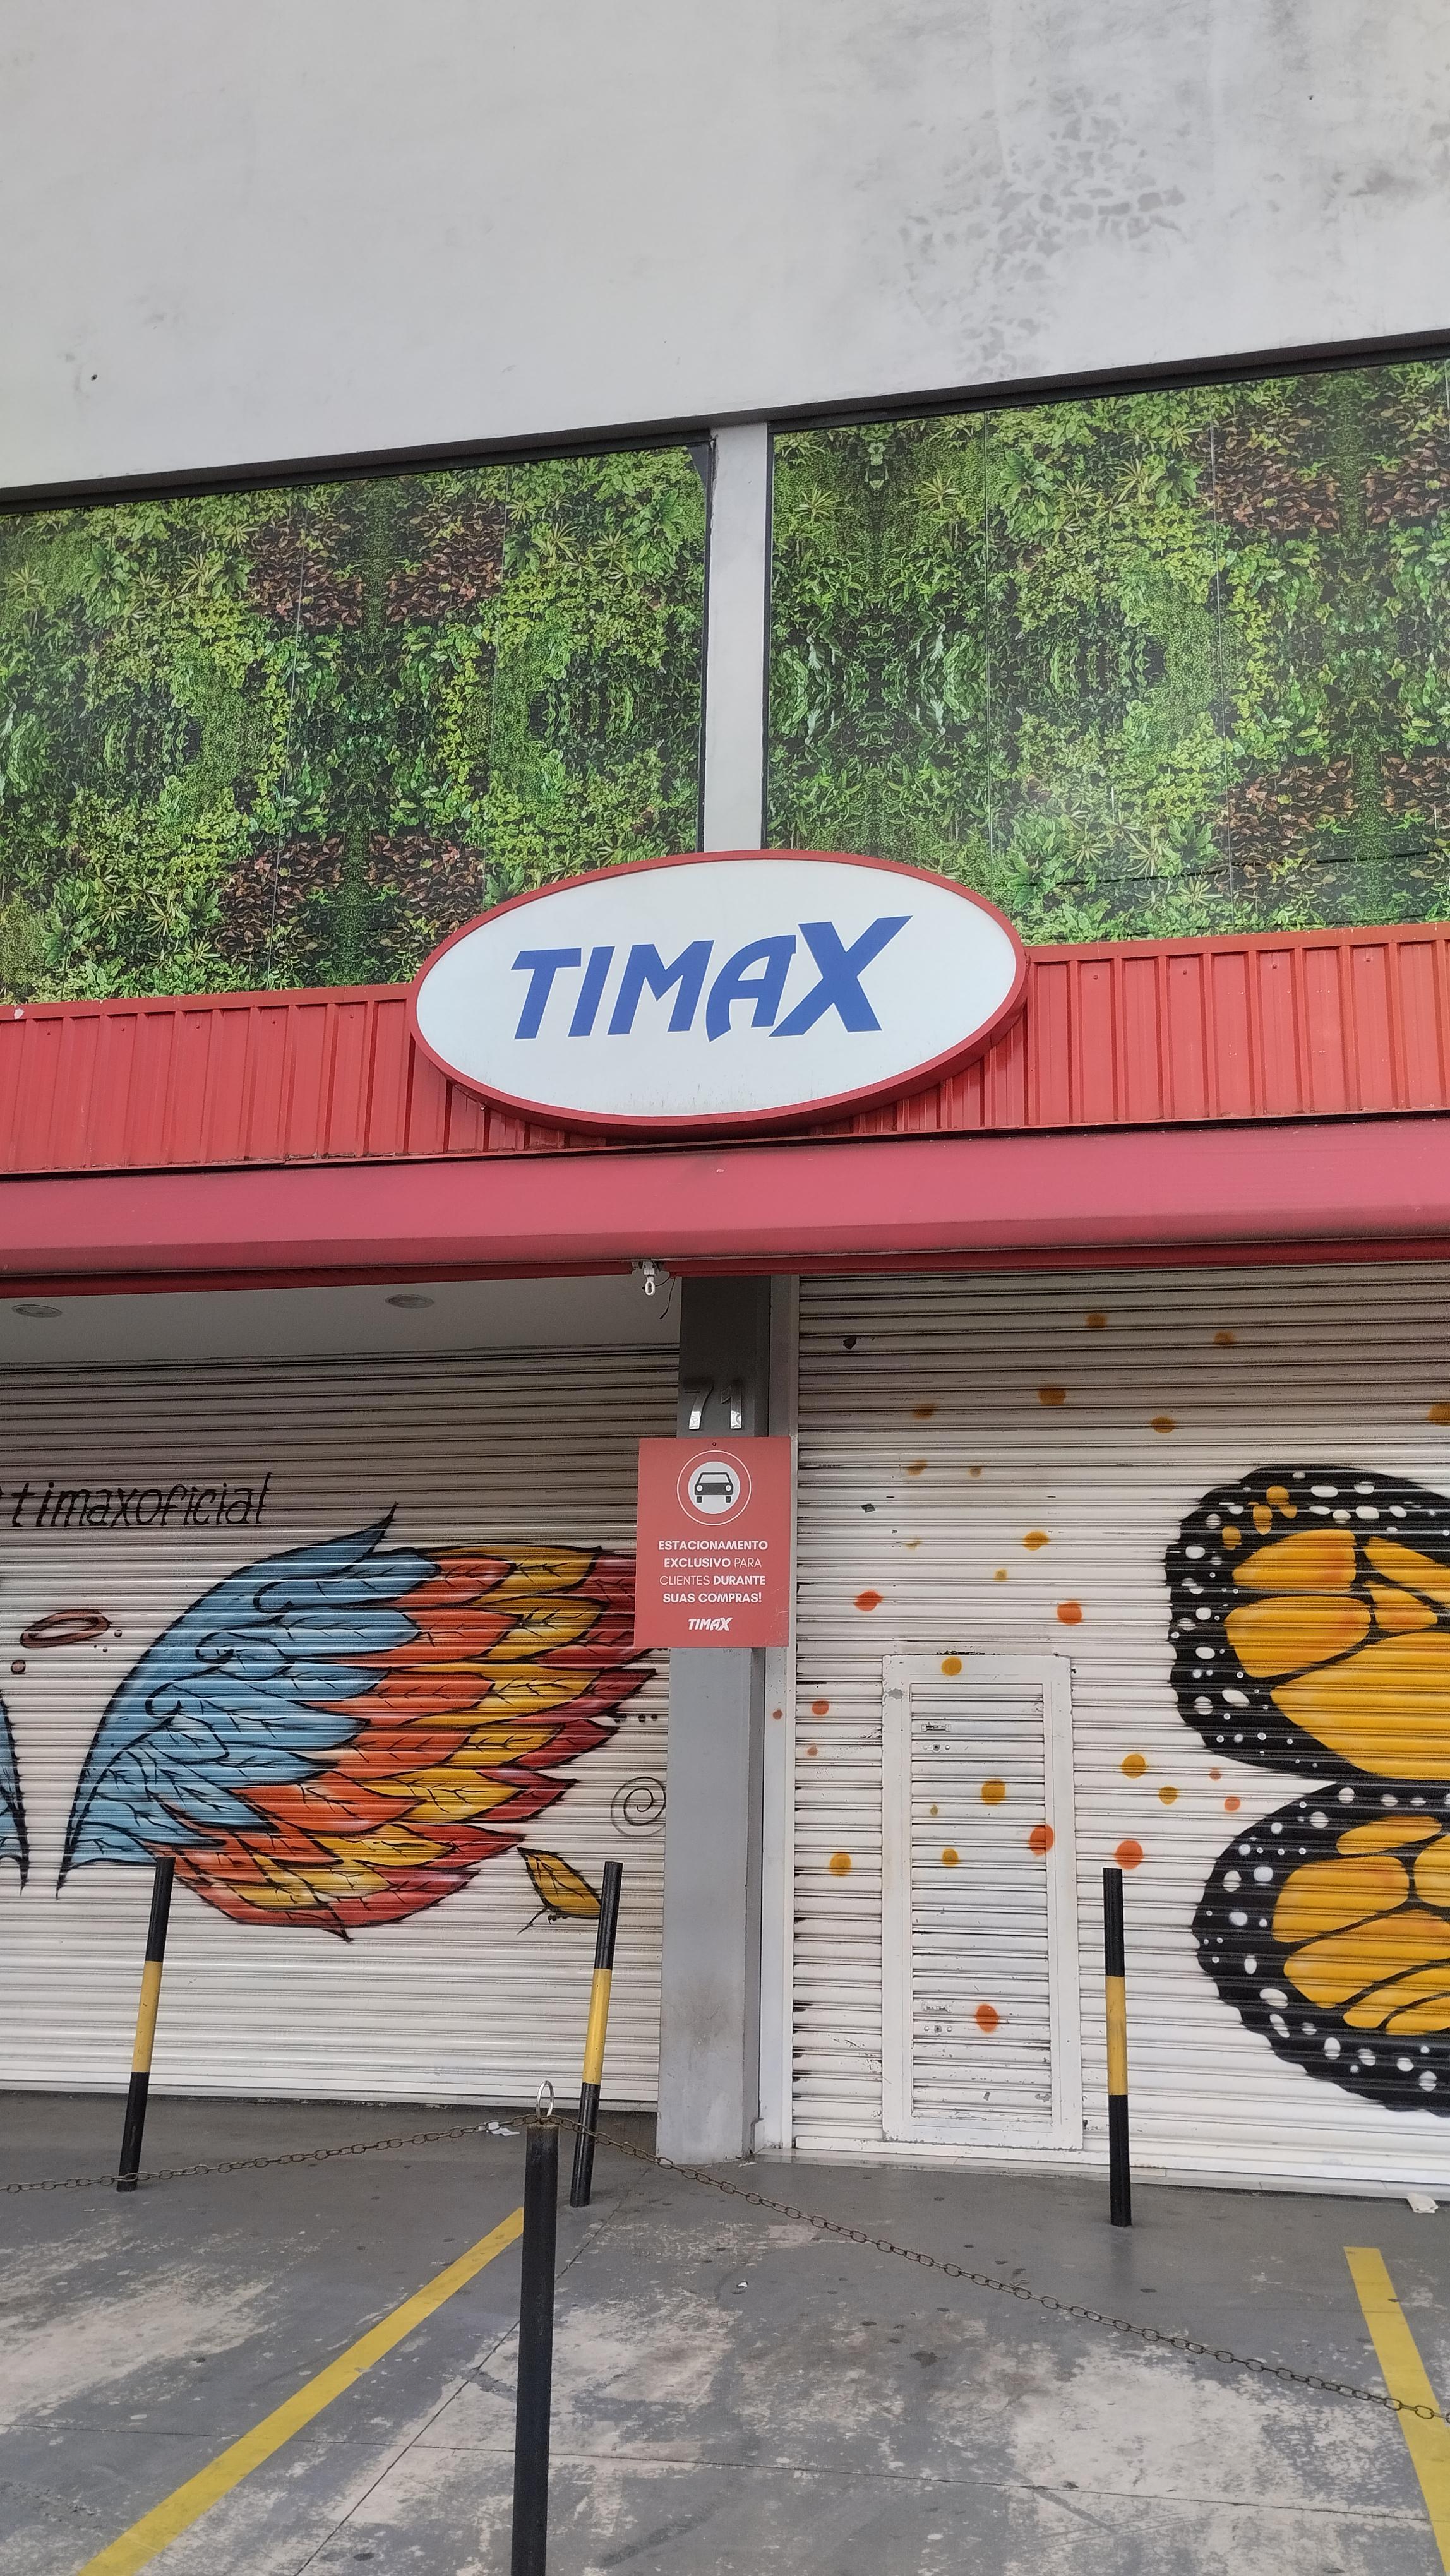 TIMAX
71
timaxoficial
ESTACIONAMENTO
EXCLUSIVO PARA
CLIENTES DURANTE
SUAS COMPRAS!
TIMAX